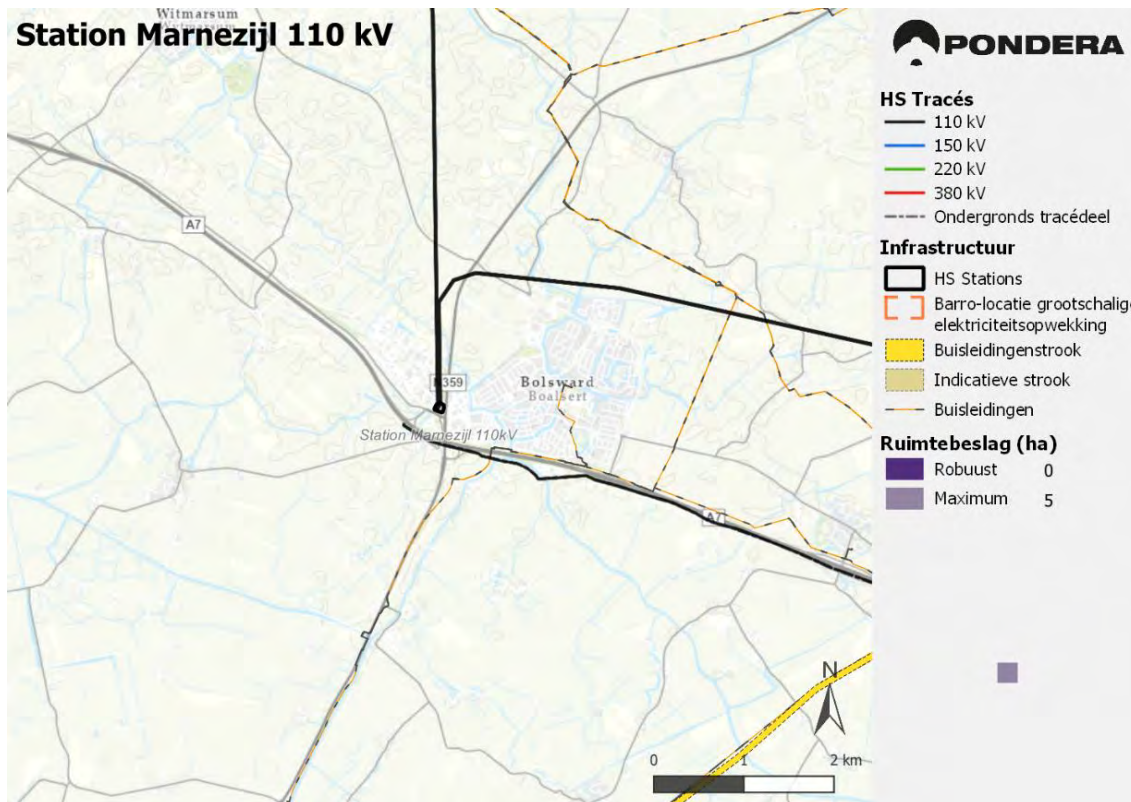 Witmarsum
Wytmarsum
Station Marnezijl 110 kV
A7
N359
Bolsward
Boalsert
Station Marnezijl 110kV
A7
N
0 1 2 km
PONDERA
HS Tracés
110 kV
150 kV
220 kV
380 kV
Ondergronds tracédeel
Infrastructuur
HS Stations
Barro-locatie grootschalig
elektriciteitsopwekking
Buisleidingenstrook
Indicatieve strook
Buisleidingen
Ruimtebeslag (ha)
Robuust 0
Maximum 5